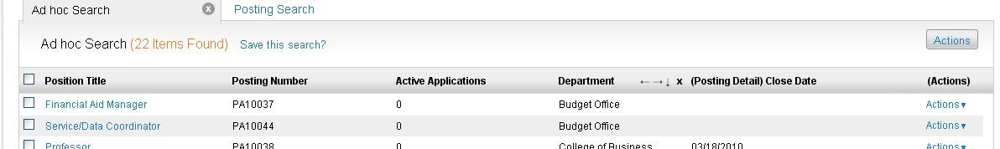 Ad hoc Search Posting Search
Ad hoc Search (22 Items Found) Save this search? Actions
Position Title Posting Number Active Applications Department ←→↓ x (Posting Detail) Close Date (Actions)
Financial Aid Manager PA10037 0 Budget Office Actions▾
Service/Data Coordinator PA10044 0 Budget Office Actions▾
Professor PA10038 0 College of Business 03/18/2010 Actions▾